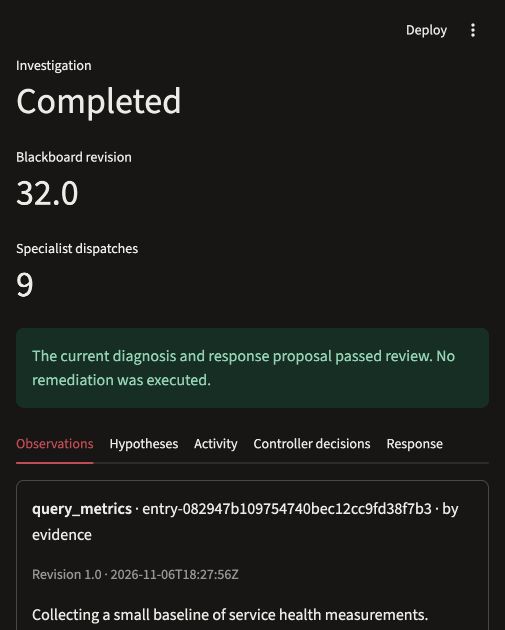 Deploy
Investigation
Completed
Blackboard revision
32.0
Specialist dispatches
9
The current diagnosis and response proposal passed review. No
remediation was executed.
Observations Hypotheses Activity Controller decisions Response
query_metrics · entry-082947b109754740bec12cc9fd38f7b3 · by
evidence
Revision 1.0 · 2026-11-06T18:27:56Z
Collecting a small baseline of service health measurements.